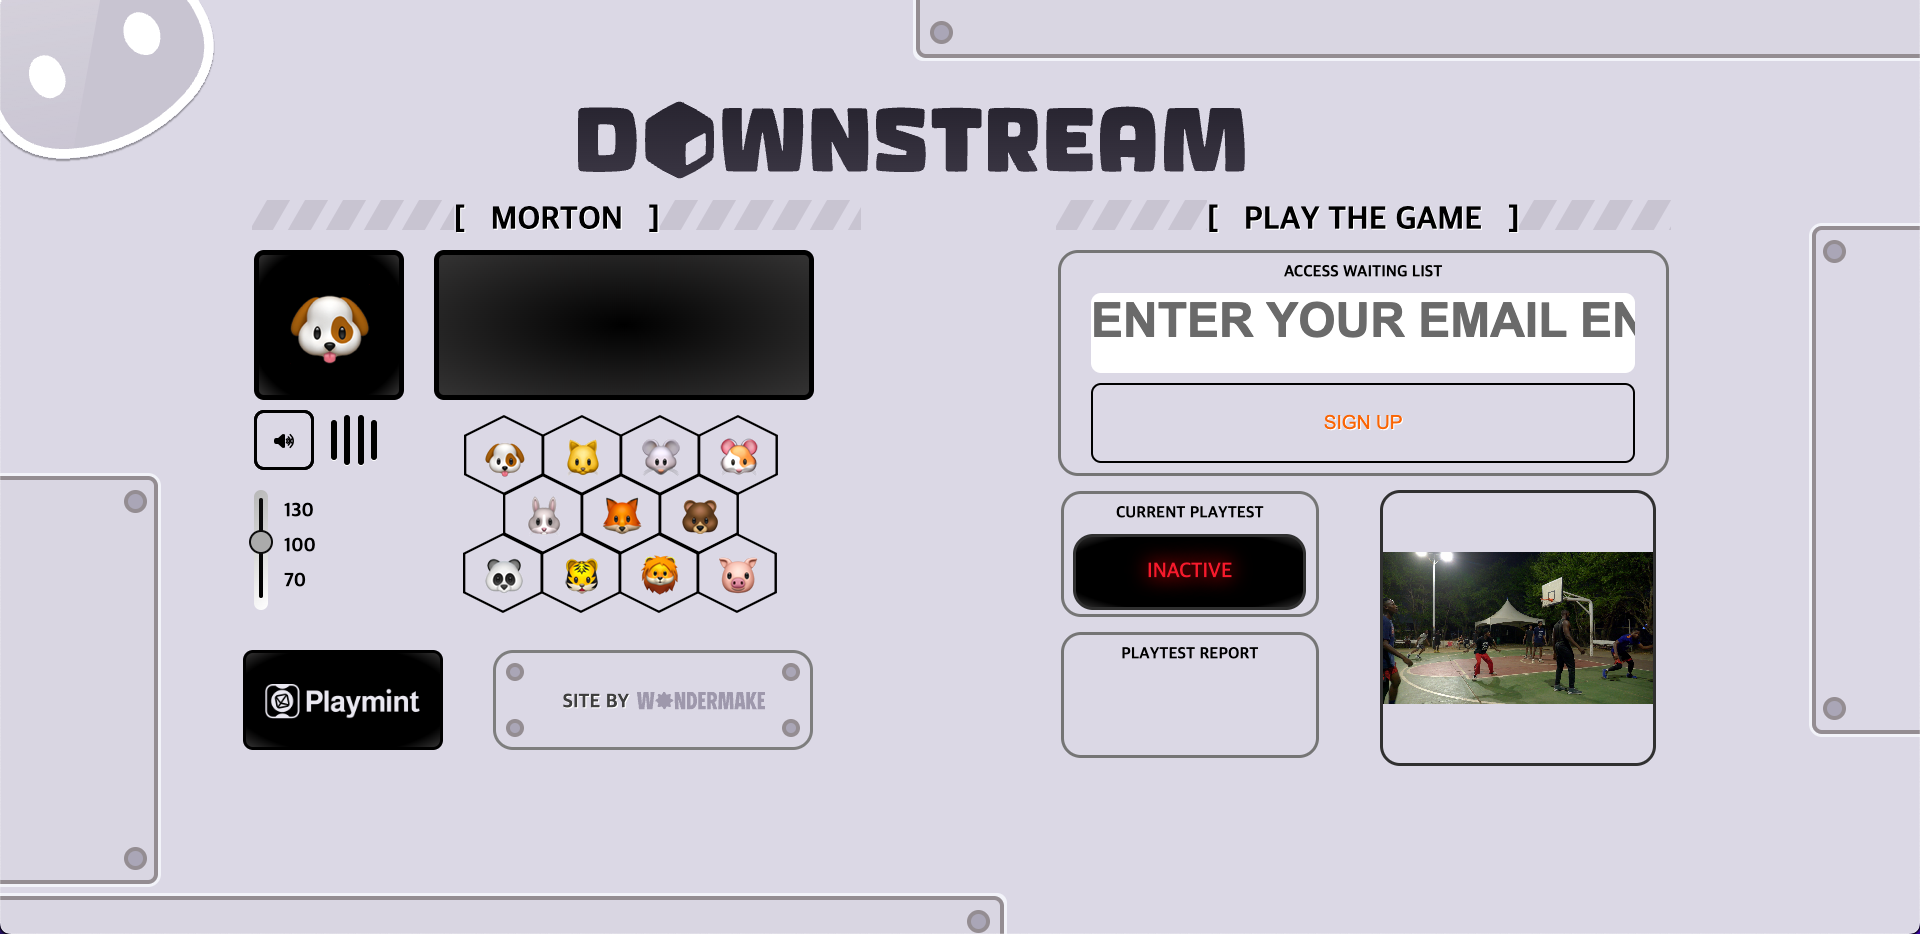 DOWNSTREAM
[ MORTON ]
130
100
70
Playmint
SITE BY WONDERMAKE
[ PLAY THE GAME ]
ACCESS WAITING LIST
ENTER YOUR EMAIL EN
SIGN UP
CURRENT PLAYTEST
INACTIVE
PLAYTEST REPORT